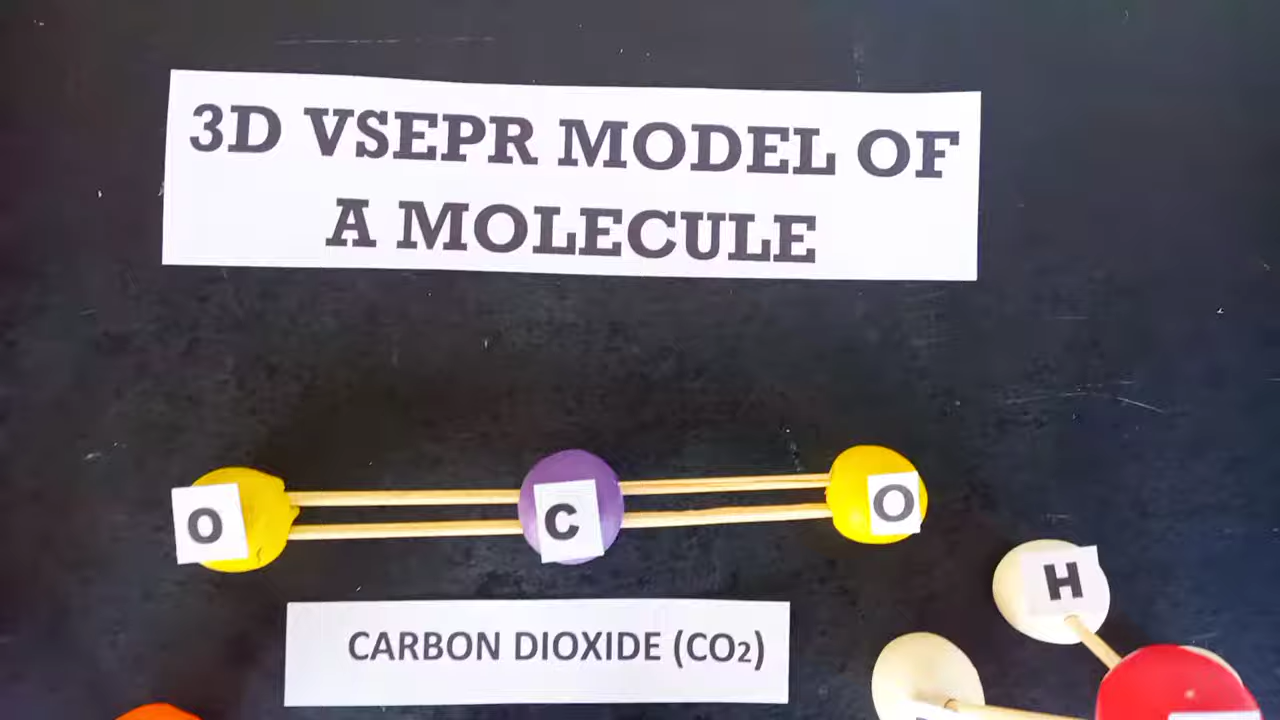 3D VSEPR MODEL OF
A MOLECULE
O
C
O
H
CARBON DIOXIDE (CO₂)